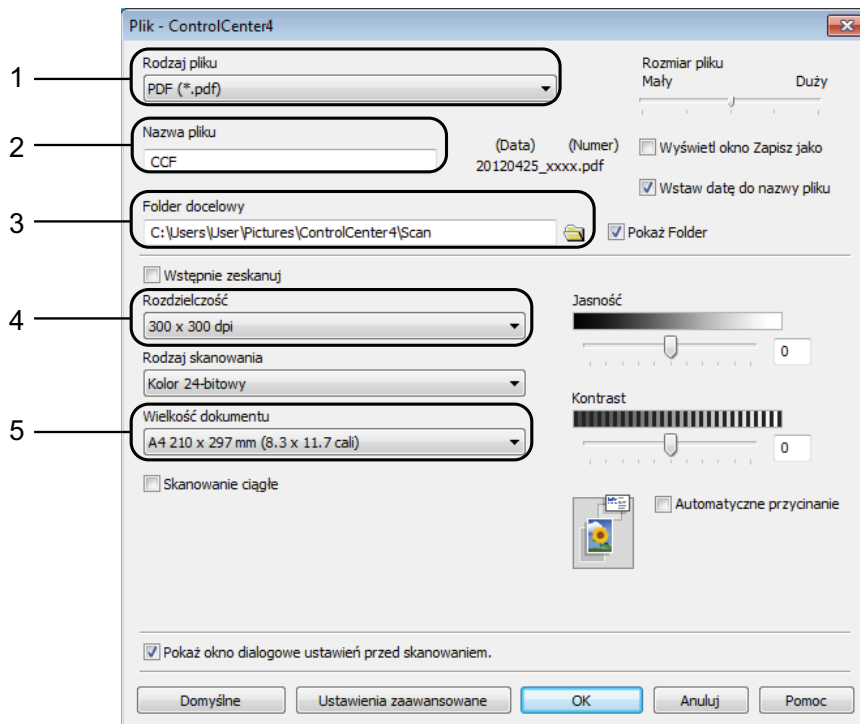 Plik - ControlCenter4
1
Rodzaj pliku
PDF (*.pdf)
Rozmiar pliku
Mały Duży
2
Nazwa pliku
CCF
(Data) (Numer)
20120425_xxxx.pdf
Wyświetl okno Zapisz jako
Wstaw datę do nazwy pliku
3
Folder docelowy
C:\Users\User\Pictures\ControlCenter4\Scan
Pokaż Folder
Wstępnie zeskanuj
4
Rozdzielczość
300 x 300 dpi
Jasność
0
Rodzaj skanowania
Kolor 24-bitowy
Kontrast
0
5
Wielkość dokumentu
A4 210 x 297 mm (8.3 x 11.7 cali)
Skanowanie ciągłe
Automatyczne przycinanie
Pokaż okno dialogowe ustawień przed skanowaniem.
Domyślne Ustawienia zaawansowane OK Anuluj Pomoc